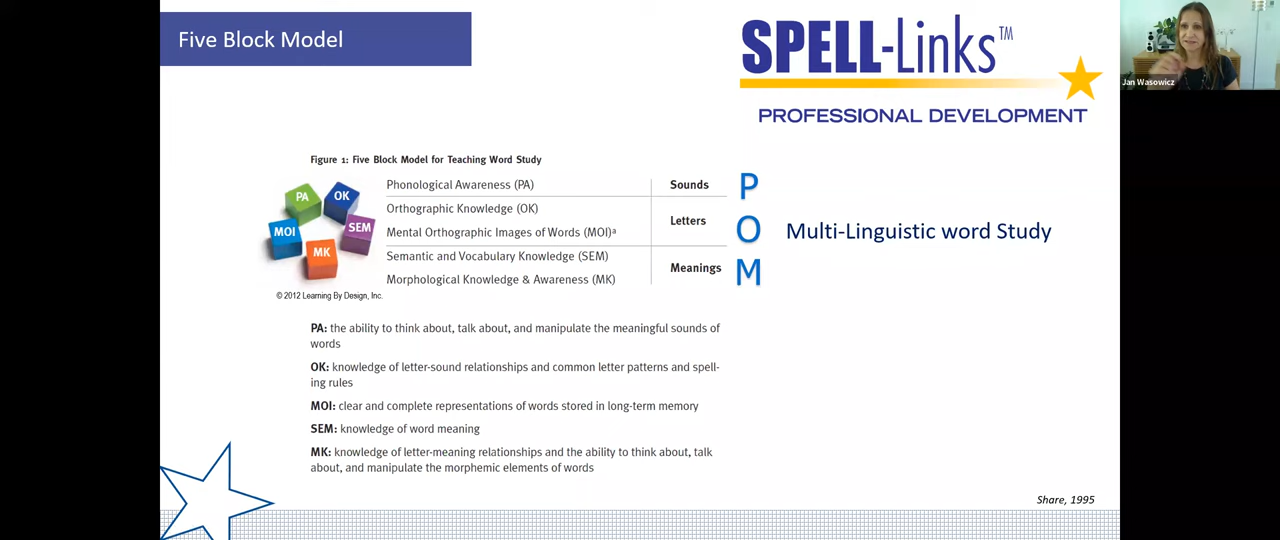 Five Block Model
SPELL-Links™
PROFESSIONAL DEVELOPMENT
Jan Wasowicz
Figure 1: Five Block Model for Teaching Word Study
PA
OK
MOI
SEM
MK
Phonological Awareness (PA)
Sounds
P
Orthographic Knowledge (OK)
Letters
O
Multi-Linguistic word Study
Mental Orthographic Images of Words (MOI)ᵃ
Semantic and Vocabulary Knowledge (SEM)
Meanings
M
Morphological Knowledge & Awareness (MK)
© 2012 Learning By Design, Inc.
PA: the ability to think about, talk about, and manipulate the meaningful sounds of
words
OK: knowledge of letter-sound relationships and common letter patterns and spell-
ing rules
MOI: clear and complete representations of words stored in long-term memory
SEM: knowledge of word meaning
MK: knowledge of letter-meaning relationships and the ability to think about, talk
about, and manipulate the morphemic elements of words
Share, 1995